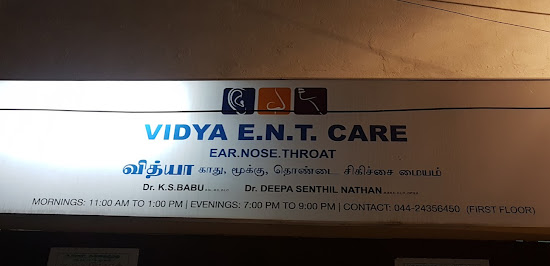 VIDYA E.N.T. CARE
EAR.NOSE.THROAT
வித்யா காது, மூக்கு, தொண்டை சிகிச்சை மையம்
Dr. K.S.BABU Dr. DEEPA SENTHIL NATHAN
MORNINGS: 11:00 AM TO 1:00 PM | EVENINGS: 7:00 PM TO 9:00 PM | CONTACT: 044-24356450 (FIRST FLOOR)